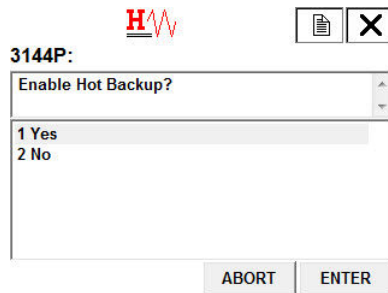 H
3144P:
Enable Hot Backup?
1 Yes
2 No
ABORT ENTER